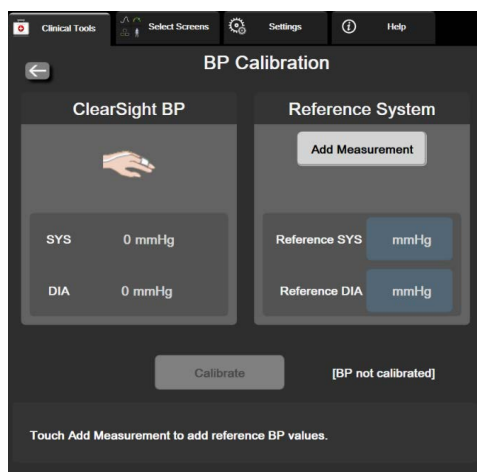 Clinical Tools
Select Screens
Settings
Help
BP Calibration
ClearSight BP
Reference System
Add Measurement
SYS 0 mmHg
Reference SYS mmHg
DIA 0 mmHg
Reference DIA mmHg
Calibrate
[BP not calibrated]
Touch Add Measurement to add reference BP values.